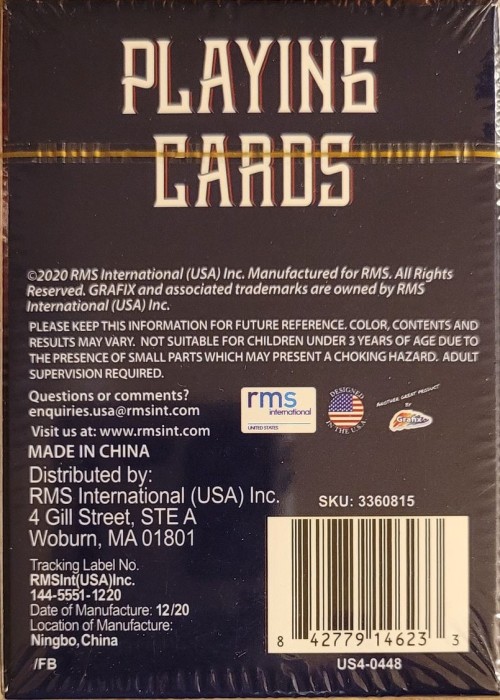 PLAYING
CARDS
©2020 RMS International (USA) Inc. Manufactured for RMS. All Rights
Reserved. GRAFIX and associated trademarks are owned by RMS
International (USA) Inc.
PLEASE KEEP THIS INFORMATION FOR FUTURE REFERENCE. COLOR, CONTENTS AND
RESULTS MAY VARY. NOT SUITABLE FOR CHILDREN UNDER 3 YEARS OF AGE DUE TO
THE PRESENCE OF SMALL PARTS WHICH MAY PRESENT A CHOKING HAZARD. ADULT
SUPERVISION REQUIRED.
Questions or comments?
enquiries.usa@rmsint.com
Visit us at: www.rmsint.com
rms
international
UNITED STATES
DESIGNED
IN THE U.S.A
ANOTHER GREAT PRODUCT
BY
Grafix
MADE IN CHINA
Distributed by:
RMS International (USA) Inc.
4 Gill Street, STE A
Woburn, MA 01801
SKU: 3360815
Tracking Label No.
RMSInt(USA)Inc.
144-5551-1220
Date of Manufacture: 12/20
Location of Manufacture:
Ningbo,China
/FB
8 42779 14623 3
US4-0448